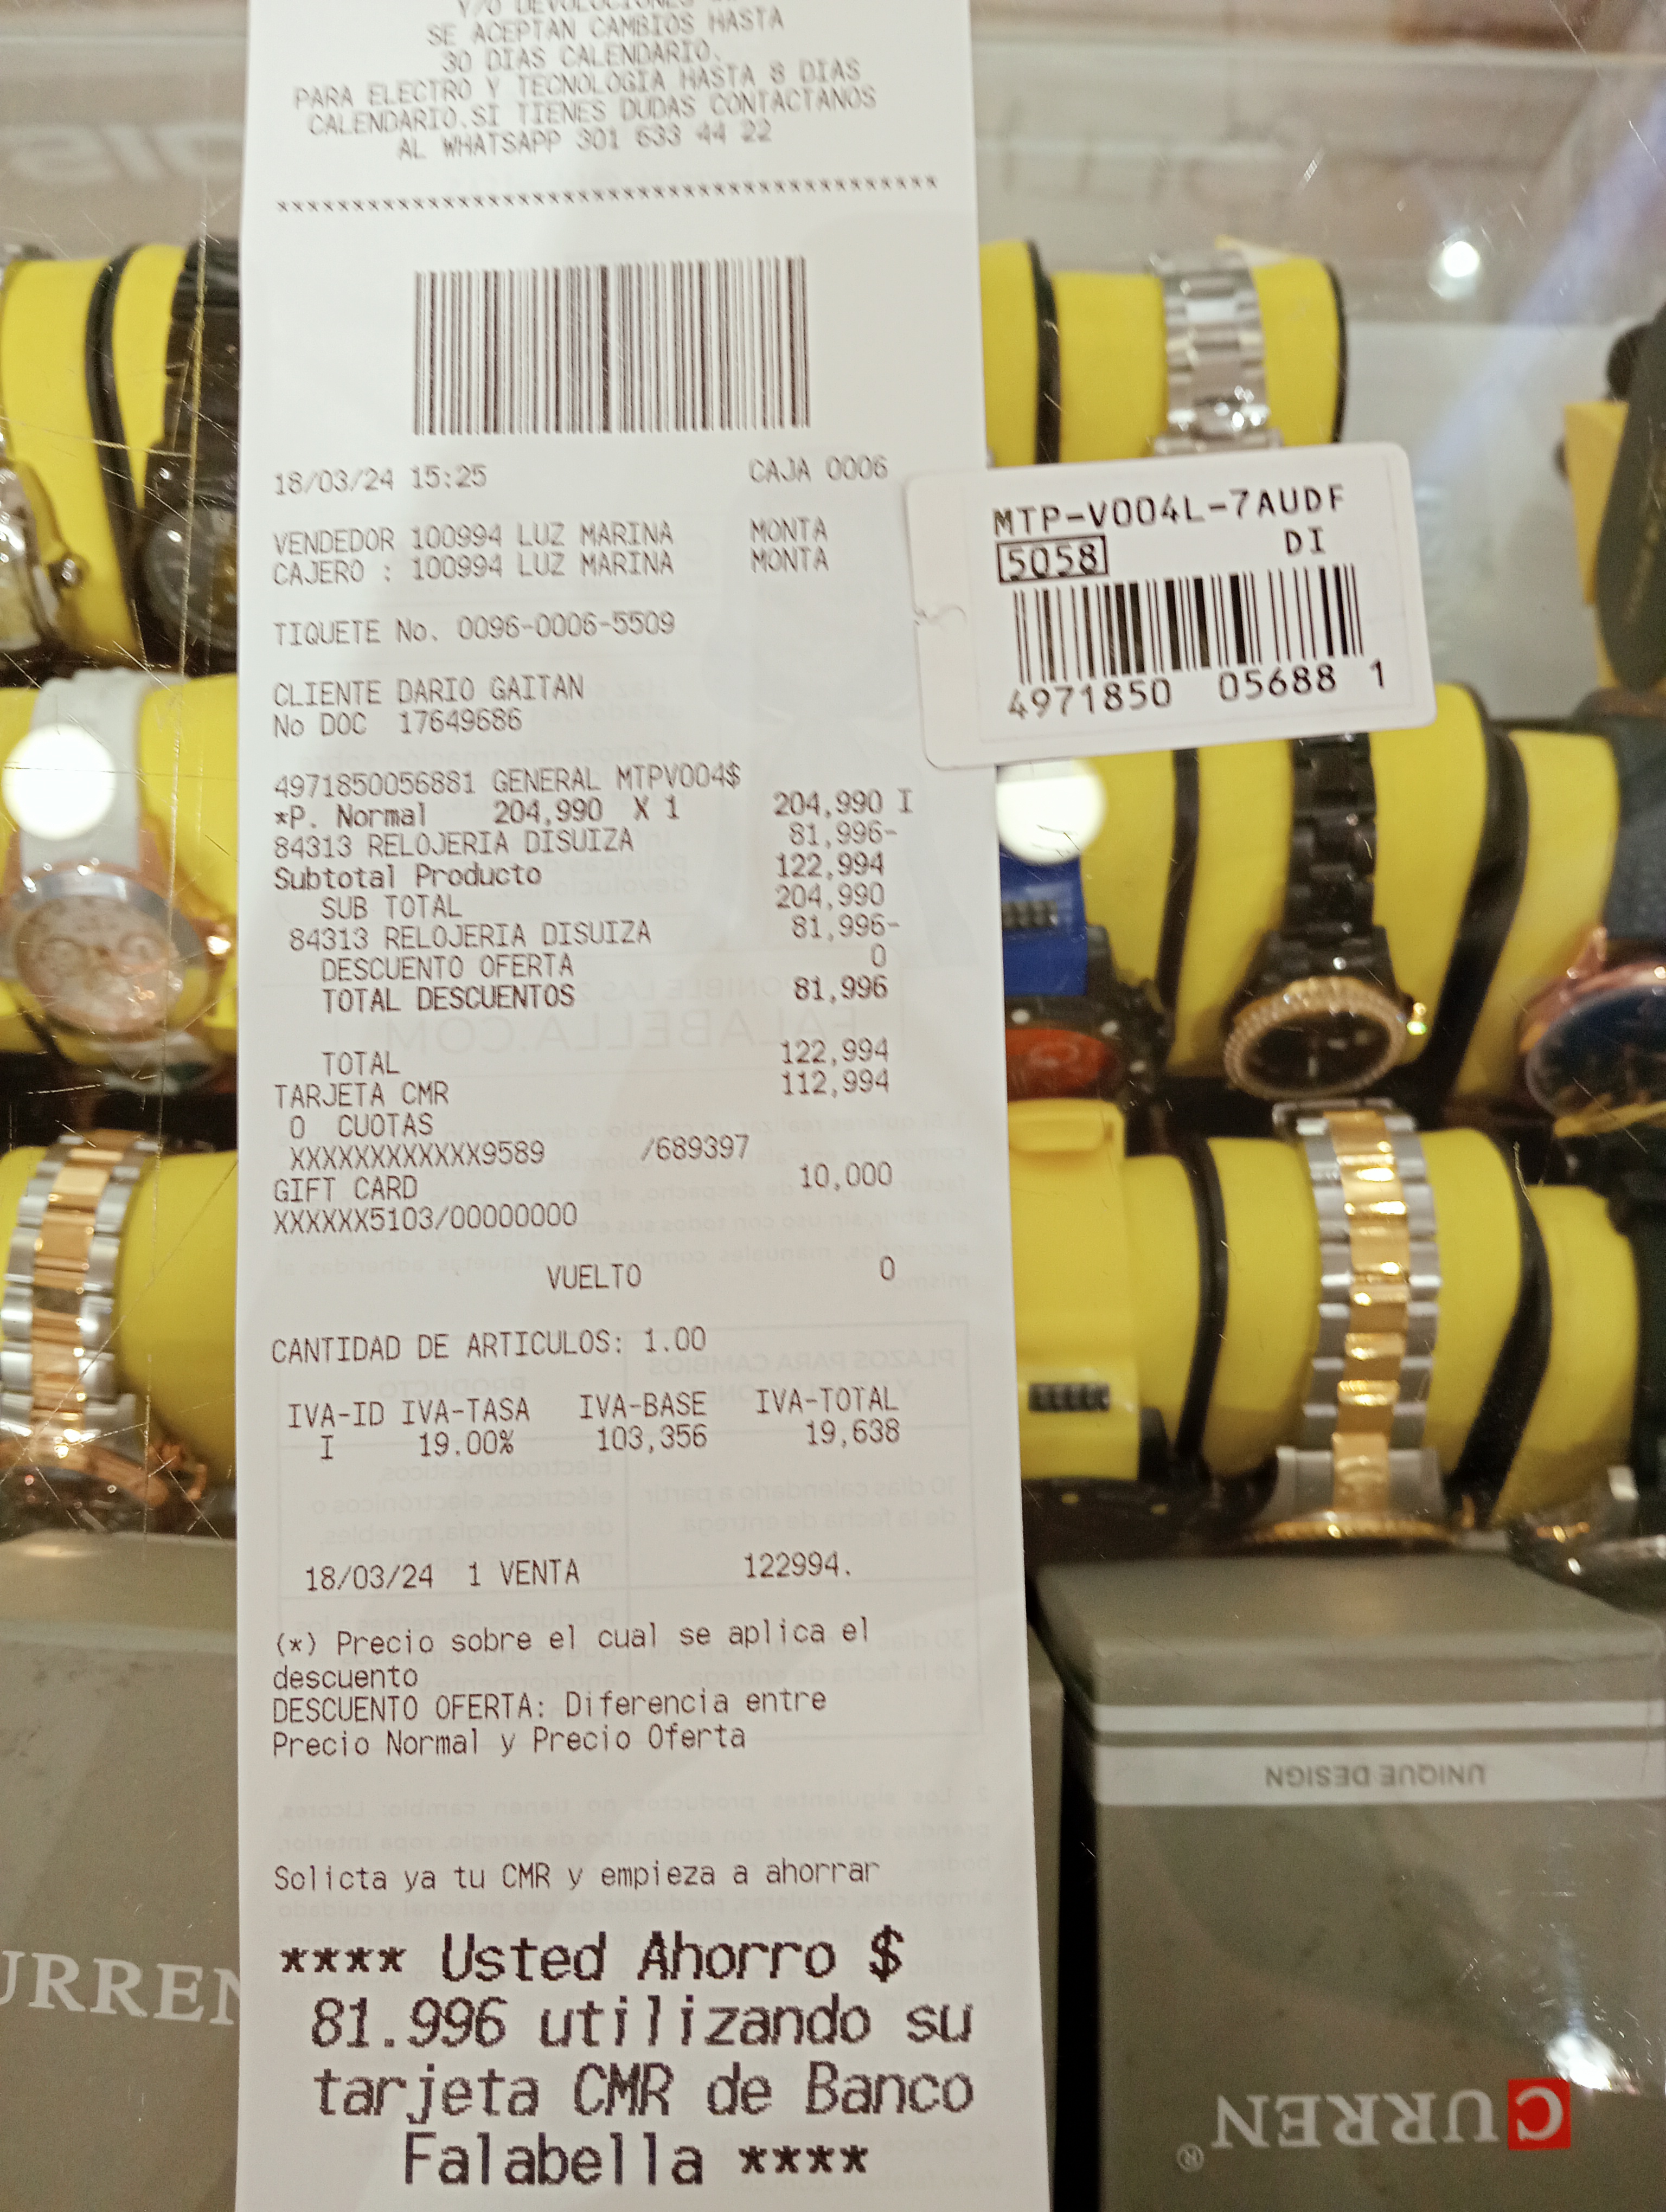 Y/O DEVOLUCIONES
SE ACEPTAN CAMBIOS HASTA
30 DIAS CALENDARIO.
PARA ELECTRO Y TECNOLOGIA HASTA 8 DIAS
CALENDARIO.SI TIENES DUDAS CONTACTANOS
AL WHATSAPP 301 633 44 22
****************************************
18/03/24 15:25 CAJA 0006
VENDEDOR 100994 LUZ MARINA MONTA
CAJERO : 100994 LUZ MARINA MONTA
TIQUETE No. 0096-0006-5509
CLIENTE DARIO GAITAN
No DOC 17649686
4971850056881 GENERAL MTPV004$
*P. Normal 204,990 X 1 204,990 I
84313 RELOJERIA DISUIZA 81,996-
Subtotal Producto 122,994
SUB TOTAL 204,990
84313 RELOJERIA DISUIZA 81,996-
DESCUENTO OFERTA 0
TOTAL DESCUENTOS 81,996
TOTAL 122,994
TARJETA CMR 112,994
0 CUOTAS
XXXXXXXXXXXX9589 /689397
GIFT CARD 10,000
XXXXXX5103/00000000
VUELTO 0
CANTIDAD DE ARTICULOS: 1.00
IVA-ID IVA-TASA IVA-BASE IVA-TOTAL
I 19.00% 103,356 19,638
18/03/24 1 VENTA 122994.
(*) Precio sobre el cual se aplica el
descuento
DESCUENTO OFERTA: Diferencia entre
Precio Normal y Precio Oferta
Solicta ya tu CMR y empieza a ahorrar
**** Usted Ahorro $
81.996 utilizando su
tarjeta CMR de Banco
Falabella ****
MTP-V004L-7AUDF
5058 DI
4971850 05688 1
UNIQUE DESIGN
CURREN®
URREN